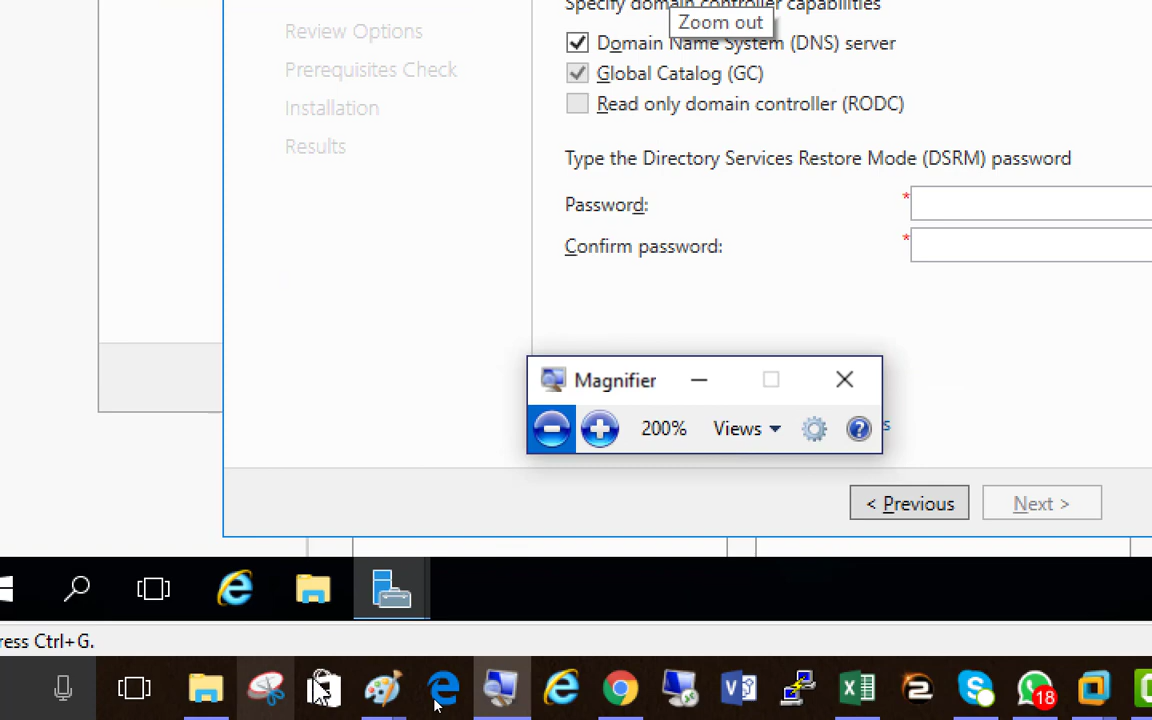 Specify domain controller capabilities
Zoom out
Review Options
Domain Name System (DNS) server
Prerequisites Check
Global Catalog (GC)
Installation
Read only domain controller (RODC)
Results
Type the Directory Services Restore Mode (DSRM) password
Password:
*
Confirm password:
*
Magnifier
200%
Views
s
< Previous
Next >
ress Ctrl+G.
18